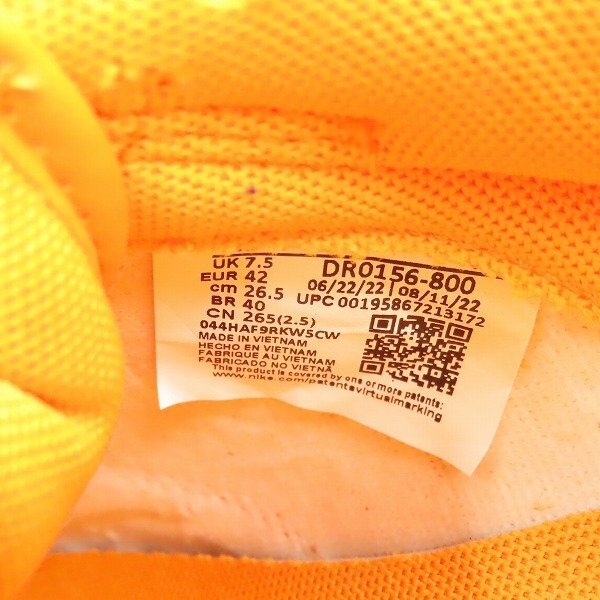 UK 7.5
EUR 42
cm 26.5
BR 40
CN 265(2.5)
DR0156-800
06/22/22 | 08/11/22
UPC 00195867213172
044HAF9RKW5CW
MADE IN VIETNAM
HECHO EN VIETNAM
FABRIQUE AU VIETNAM
FABRICADO NO VIETNÃ
This product is covered by one or more patents:
www.nike.com/patentsvirtualmarking